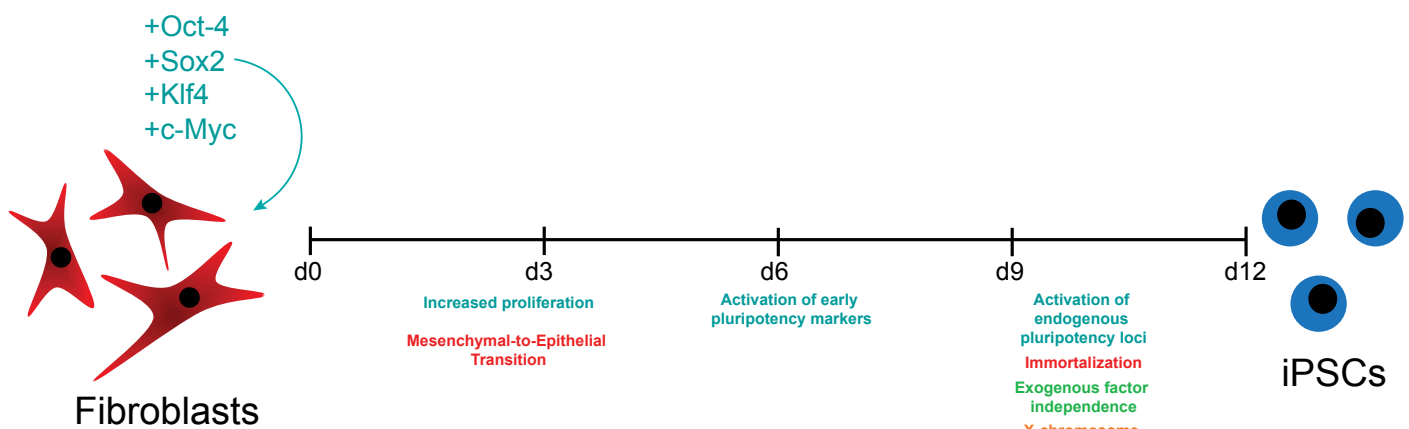 +Oct-4
+Sox2
+Klf4
+c-Myc
d0
d3
d6
d9
d12
Increased proliferation
Mesenchymal-to-Epithelial
Transition
Activation of early
pluripotency markers
Activation of
endogenous
pluripotency loci
Immortalization
Exogenous factor
independence
X-chromosome
Fibroblasts
iPSCs